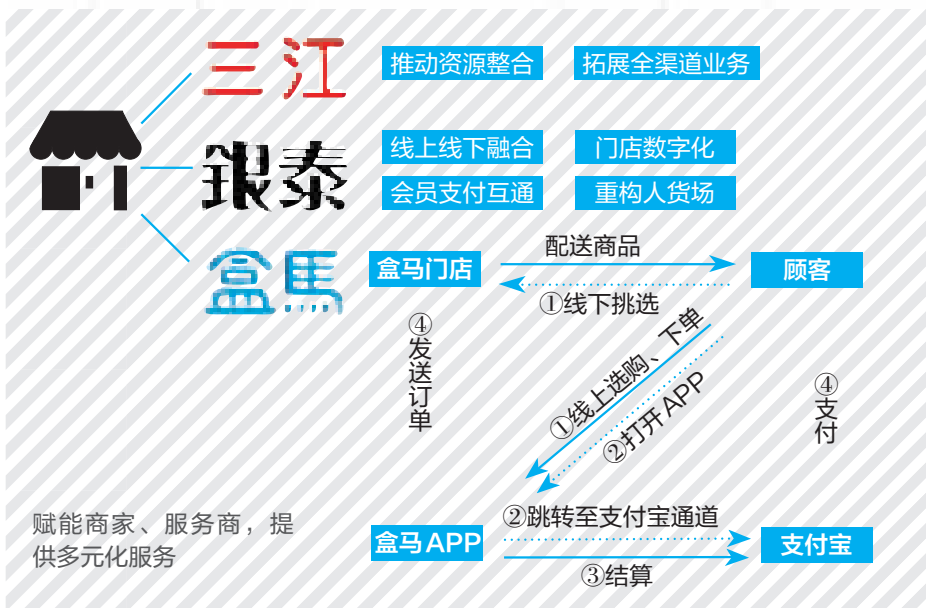 三江
推动资源整合
拓展全渠道业务
银泰
线上线下融合
门店数字化
会员支付互通
重构人货场
盒馬
盒马门店
配送商品
顾客
①线下挑选
④发送订单
①线上选购、下单
②打开APP
④支付
赋能商家、服务商，提
供多元化服务
盒马APP
②跳转至支付宝通道
支付宝
③结算